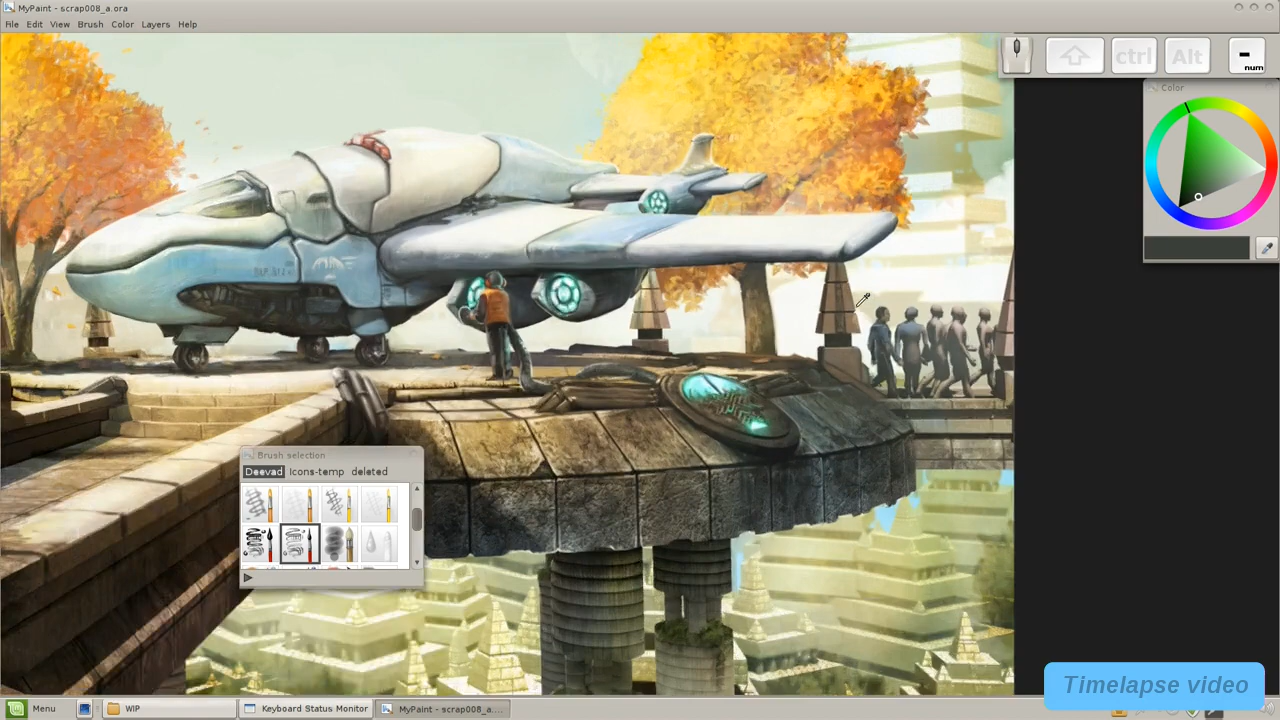 MyPaint - scrap008_a.ora
File Edit View Brush Color Layers Help
ctrl Alt -
num
Color
Brush selection
Deevad Icons-temp deleted
Timelapse video
Menu WIP Keyboard Status Monitor MyPaint - scrap008_a....